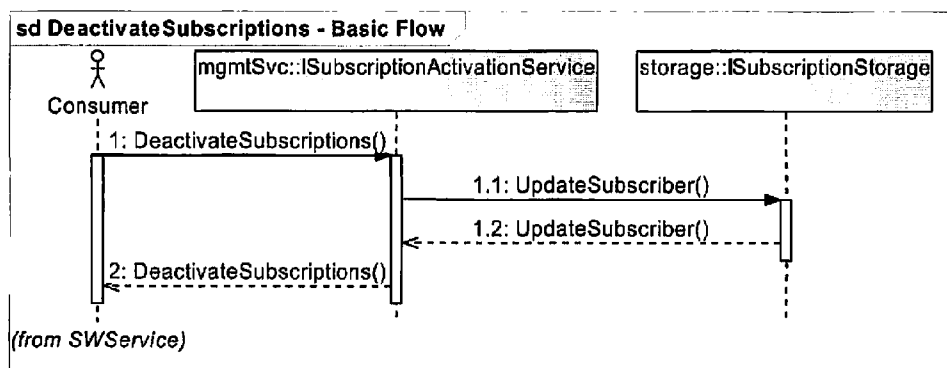 sd DeactivateSubscriptions - Basic Flow
mgmtSvc::ISubscriptionActivationService
storage::ISubscriptionStorage
Consumer
1: DeactivateSubscriptions()
1.1: UpdateSubscriber()
1.2: UpdateSubscriber()
2: DeactivateSubscriptions()
(from SWService)